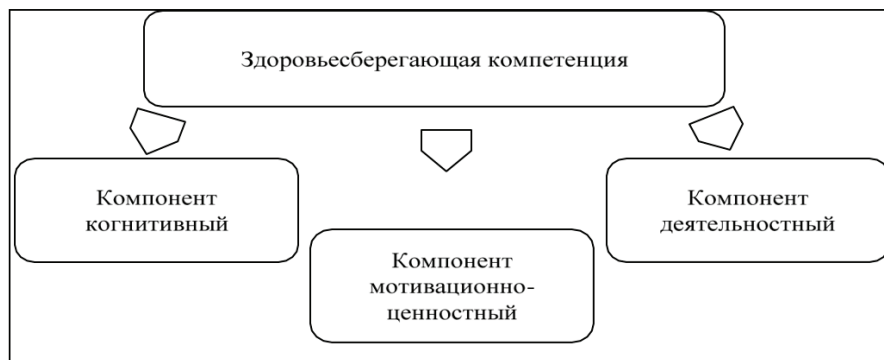 Здоровьесберегающая компетенция
Компонент
когнитивный
Компонент
мотивационно-
ценностный
Компонент
деятельностный